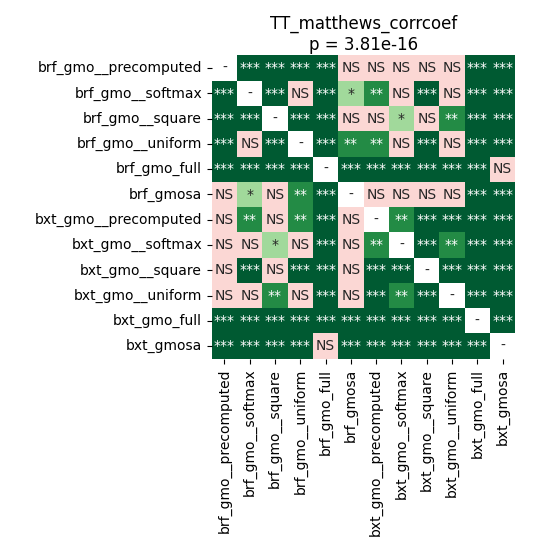 TT_matthews_corrcoef
p = 3.81e-16
brf_gmo__precomputed - *** *** *** *** NS NS NS NS NS *** ***
brf_gmo__softmax *** - *** NS *** * ** NS *** NS *** ***
brf_gmo__square *** *** - *** *** NS NS * NS ** *** ***
brf_gmo__uniform *** NS *** - *** ** ** NS *** NS *** ***
brf_gmo_full *** *** *** *** - *** *** *** *** *** *** NS
brf_gmosa NS * NS ** *** - NS NS NS NS *** ***
bxt_gmo__precomputed NS ** NS ** *** NS - ** *** *** *** ***
bxt_gmo__softmax NS NS * NS *** NS ** - *** ** *** ***
bxt_gmo__square NS *** NS *** *** NS *** *** - *** *** ***
bxt_gmo__uniform NS NS ** NS *** NS *** ** *** - *** ***
bxt_gmo_full *** *** *** *** *** *** *** *** *** *** - ***
bxt_gmosa *** *** *** *** NS *** *** *** *** *** *** -
brf_gmo__precomputed
brf_gmo__softmax
brf_gmo__square
brf_gmo__uniform
brf_gmo_full
brf_gmosa
bxt_gmo__precomputed
bxt_gmo__softmax
bxt_gmo__square
bxt_gmo__uniform
bxt_gmo_full
bxt_gmosa